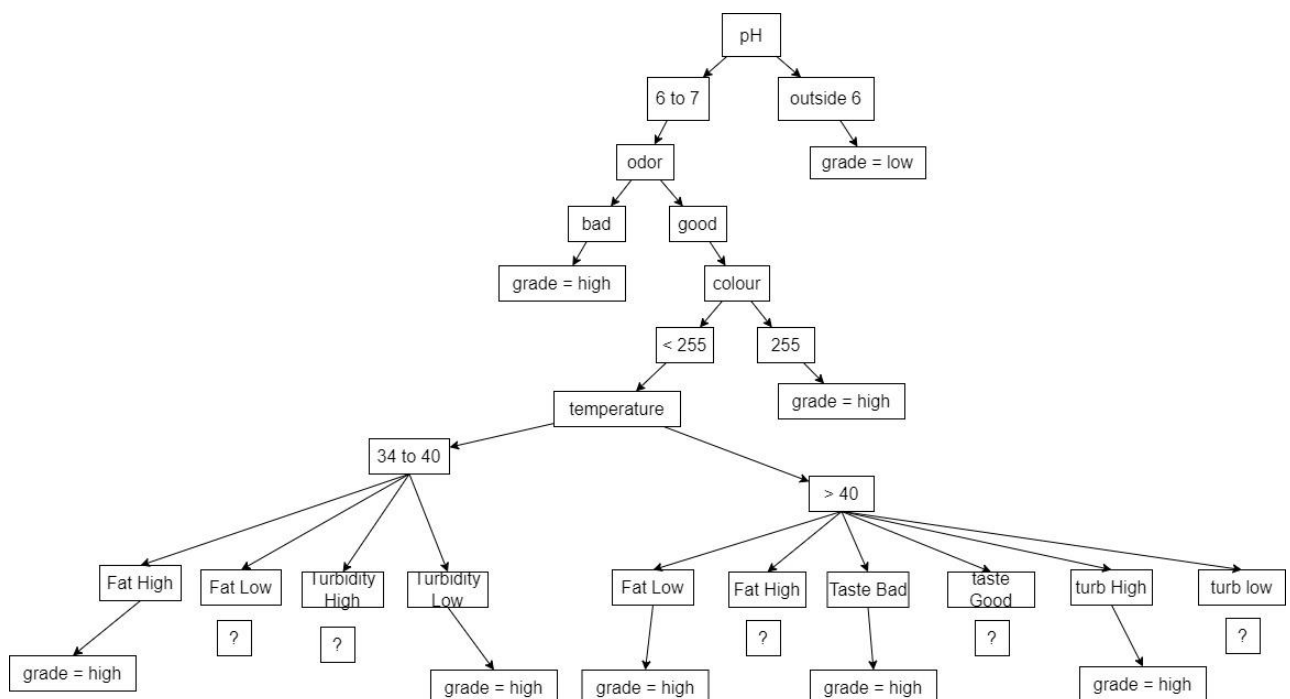 pH
6 to 7
outside 6
odor
grade = low
bad
good
grade = high
colour
< 255
255
temperature
grade = high
34 to 40
> 40
Fat High
Fat Low
Turbidity
High
Turbidity
Low
Fat Low
Fat High
Taste Bad
taste
Good
turb High
turb low
?
?
?
?
?
grade = high
grade = high
grade = high
grade = high
grade = high